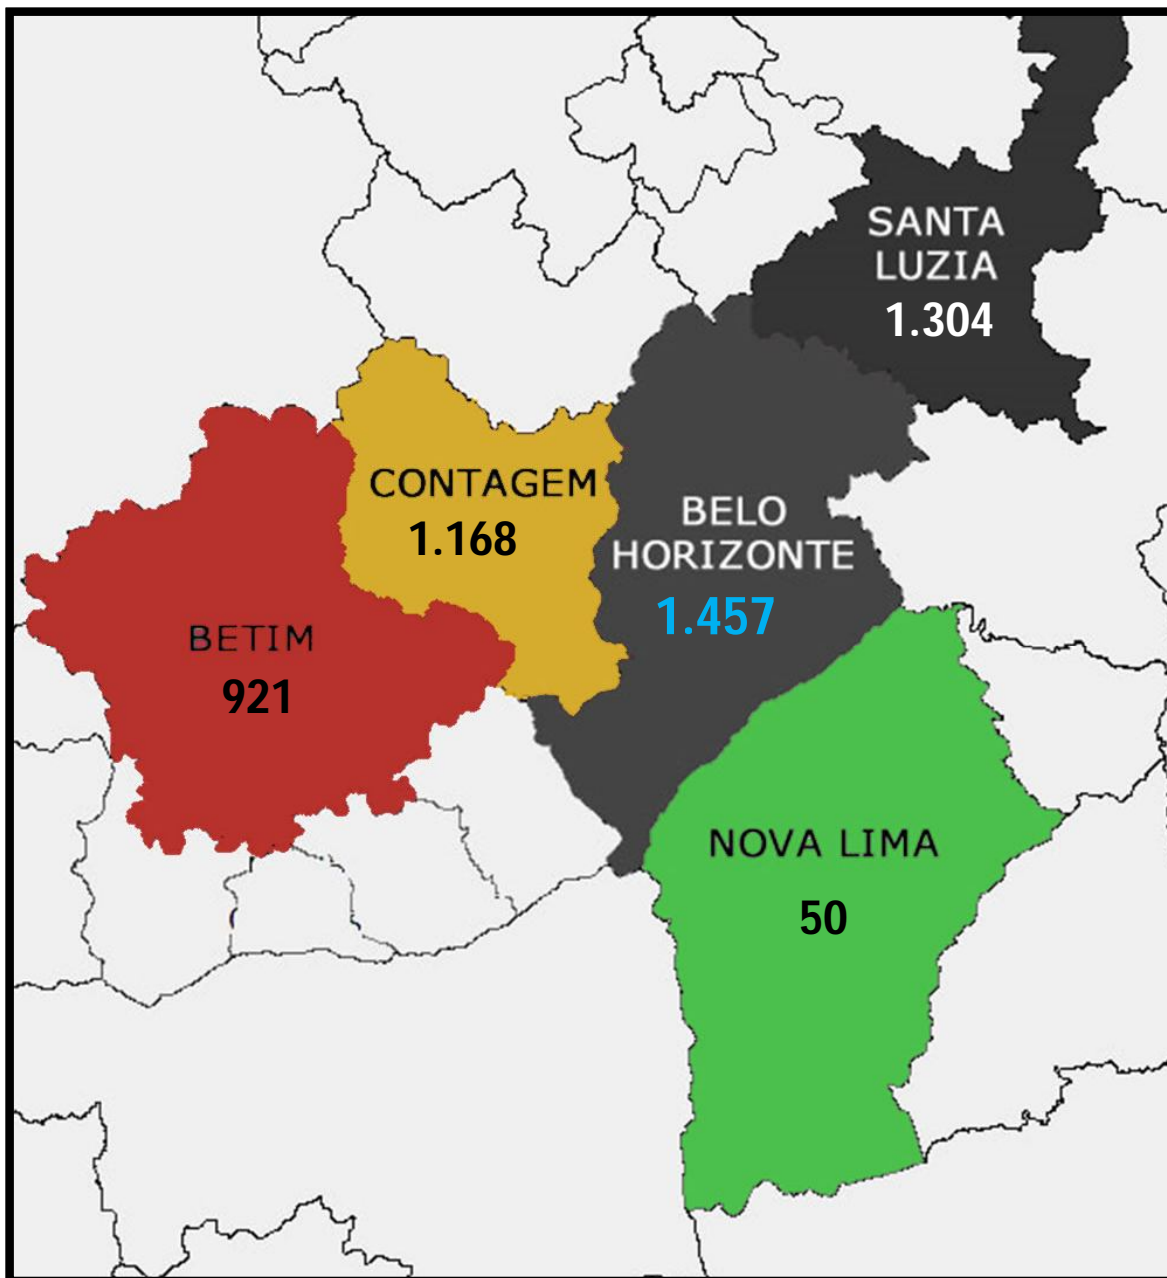 SANTA
LUZIA
1.304
CONTAGEM
1.168
BELO
HORIZONTE
1.457
BETIM
921
NOVA LIMA
50